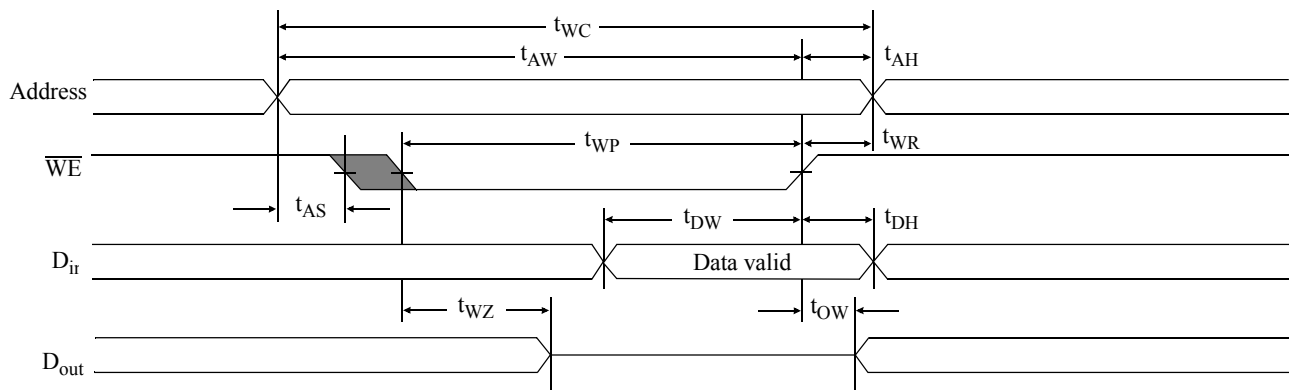 tWC
tAW tAH
Address
tWP tWR
WE
tAS
tDW tDH
Din Data valid
tWZ tOW
Dout